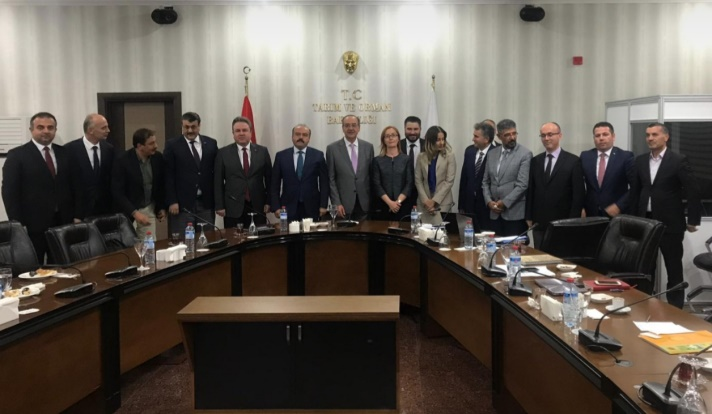 T.C.
TARIM VE ORMAN
BAKANLIĞI